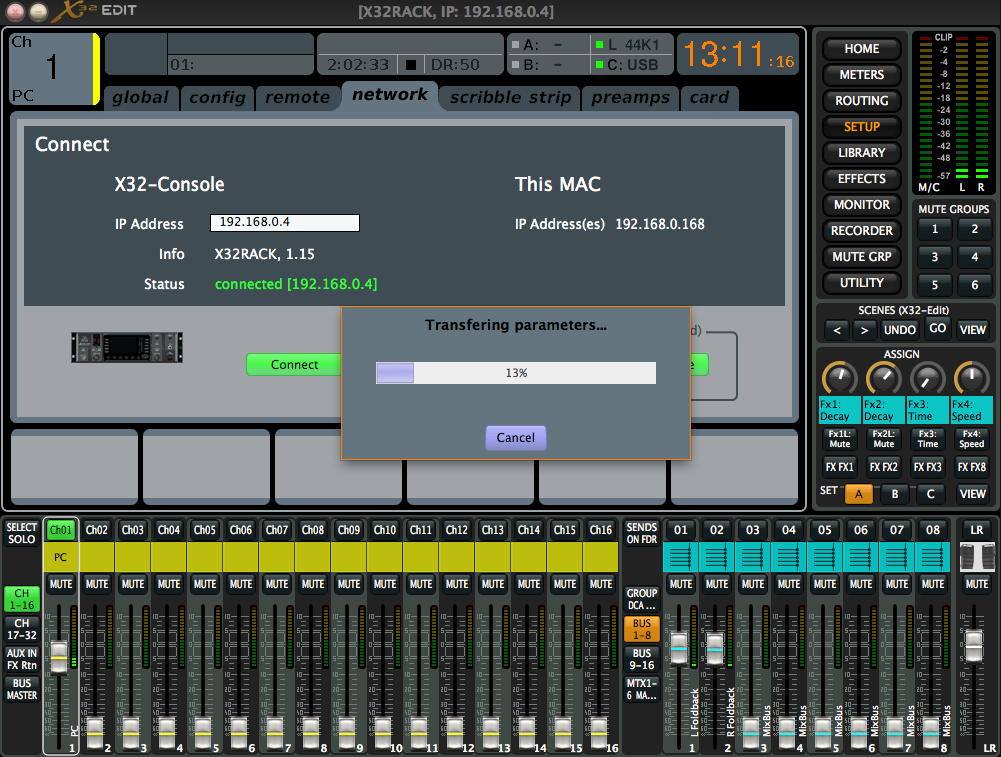 X32 EDIT
[X32RACK, IP: 192.168.0.4]
Ch
1
PC
01:
2:02:33 DR:50
A: – L 44K1
B: – C: USB
13:11:16
global config remote network scribble strip preamps card
Connect
X32-Console
This MAC
IP Address 192.168.0.4
IP Address(es) 192.168.0.168
Info X32RACK, 1.15
Status connected [192.168.0.4]
Connect
d)
e
Transfering parameters...
13%
Cancel
HOME
METERS
ROUTING
SETUP
LIBRARY
EFFECTS
MONITOR
RECORDER
MUTE GRP
UTILITY
CLIP
-2
-4
-6
-8
-12
-18
-24
-30
-36
-42
-48
-57
M/C L R
MUTE GROUPS
1 2
3 4
5 6
SCENES (X32-Edit)
< > UNDO GO VIEW
ASSIGN
Fx1: Fx2: Fx3: Fx4:
Decay Decay Time Speed
Fx1L: Fx2L: Fx3: Fx4:
Mute Mute Time Speed
FX FX1 FX FX2 FX FX3 FX FX8
SET A B C VIEW
SELECT
SOLO
Ch01 Ch02 Ch03 Ch04 Ch05 Ch06 Ch07 Ch08 Ch09 Ch10 Ch11 Ch12 Ch13 Ch14 Ch15 Ch16
SENDS
ON FDR
01 02 03 04 05 06 07 08 LR
PC
MUTE MUTE MUTE MUTE MUTE MUTE MUTE MUTE MUTE MUTE MUTE MUTE MUTE MUTE MUTE MUTE
MUTE MUTE MUTE MUTE MUTE MUTE MUTE MUTE MUTE
CH
1-16
CH
17-32
AUX IN
FX Rtn
BUS
MASTER
GROUP
DCA ...
BUS
1-8
BUS
9-16
MTX1-
6 MA...
PC
L Foldback
R Foldback
MixBus
MixBus
MixBus
MixBus
MixBus
MixBus
1 2 3 4 5 6 7 8 9 10 11 12 13 14 15 16
1 2 3 4 5 6 7 8 LR